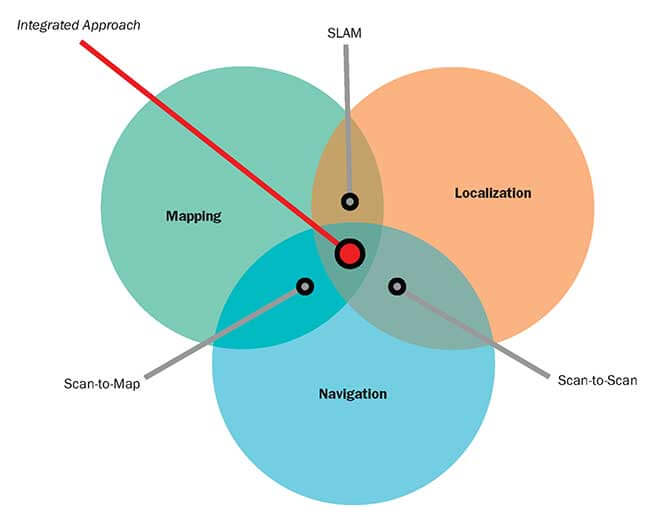 Integrated Approach
SLAM
Mapping
Localization
Scan-to-Map
Navigation
Scan-to-Scan